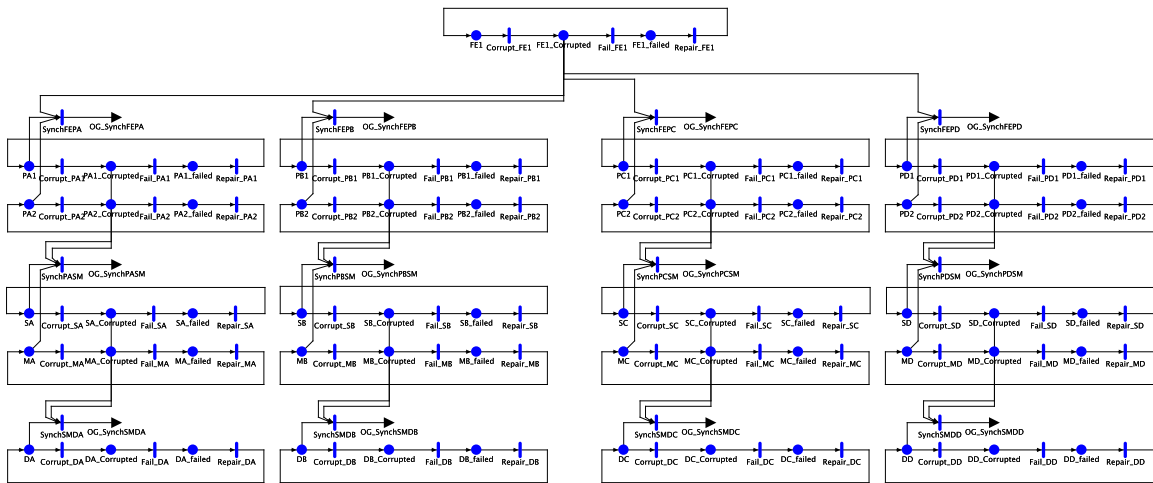 FE1 Corrupt_FE1 FE1_Corrupted Fail_FE1 FE1_failed Repair_FE1
SynchFEPA OG_SynchFEPA SynchFEPB OG_SynchFEPB SynchFEPC OG_SynchFEPC SynchFEPD OG_SynchFEPD
PA1 Corrupt_PA1 PA1_Corrupted Fail_PA1 PA1_failed Repair_PA1 PB1 Corrupt_PB1 PB1_Corrupted Fail_PB1 PB1_failed Repair_PB1 PC1 Corrupt_PC1 PC1_Corrupted Fail_PC1 PC1_failed Repair_PC1 PD1 Corrupt_PD1 PD1_Corrupted Fail_PD1 PD1_failed Repair_PD1
PA2 Corrupt_PA2 PA2_Corrupted Fail_PA2 PA2_failed Repair_PA2 PB2 Corrupt_PB2 PB2_Corrupted Fail_PB2 PB2_failed Repair_PB2 PC2 Corrupt_PC2 PC2_Corrupted Fail_PC2 PC2_failed Repair_PC2 PD2 Corrupt_PD2 PD2_Corrupted Fail_PD2 PD2_failed Repair_PD2
SynchPASM OG_SynchPASM SynchPBSM OG_SynchPBSM SynchPCSM OG_SynchPCSM SynchPDSM OG_SynchPDSM
SA Corrupt_SA SA_Corrupted Fail_SA SA_failed Repair_SA SB Corrupt_SB SB_Corrupted Fail_SB SB_failed Repair_SB SC Corrupt_SC SC_Corrupted Fail_SC SC_failed Repair_SC SD Corrupt_SD SD_Corrupted Fail_SD SD_failed Repair_SD
MA Corrupt_MA MA_Corrupted Fail_MA MA_failed Repair_MA MB Corrupt_MB MB_Corrupted Fail_MB MB_failed Repair_MB MC Corrupt_MC MC_Corrupted Fail_MC MC_failed Repair_MC MD Corrupt_MD MD_Corrupted Fail_MD MD_failed Repair_MD
SynchSMDA OG_SynchSMDA SynchSMDB OG_SynchSMDB SynchSMDC OG_SynchSMDC SynchSMDD OG_SynchSMDD
DA Corrupt_DA DA_Corrupted Fail_DA DA_failed Repair_DA DB Corrupt_DB DB_Corrupted Fail_DB DB_failed Repair_DB DC Corrupt_DC DC_Corrupted Fail_DC DC_failed Repair_DC DD Corrupt_DD DD_Corrupted Fail_DD DD_failed Repair_DD